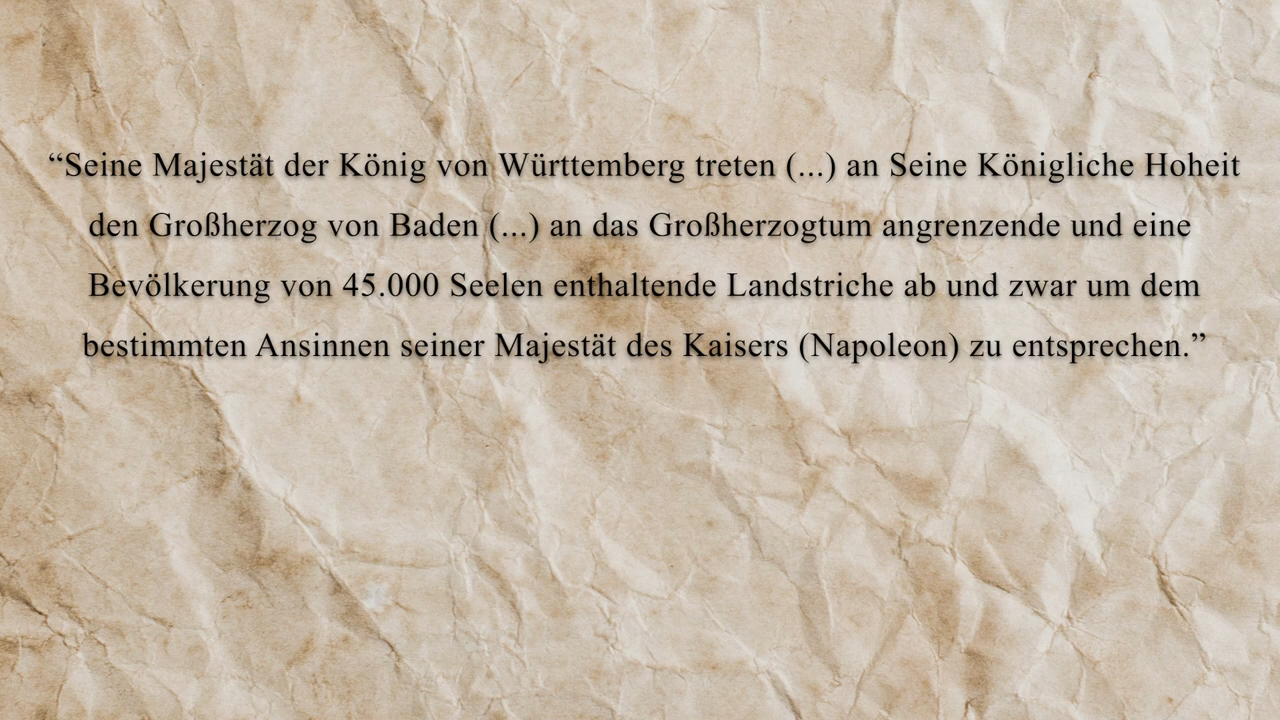 “Seine Majestät der König von Württemberg treten (...) an Seine Königliche Hoheit
den Großherzog von Baden (...) an das Großherzogtum angrenzende und eine
Bevölkerung von 45.000 Seelen enthaltende Landstriche ab und zwar um dem
bestimmten Ansinnen seiner Majestät des Kaisers (Napoleon) zu entsprechen.”